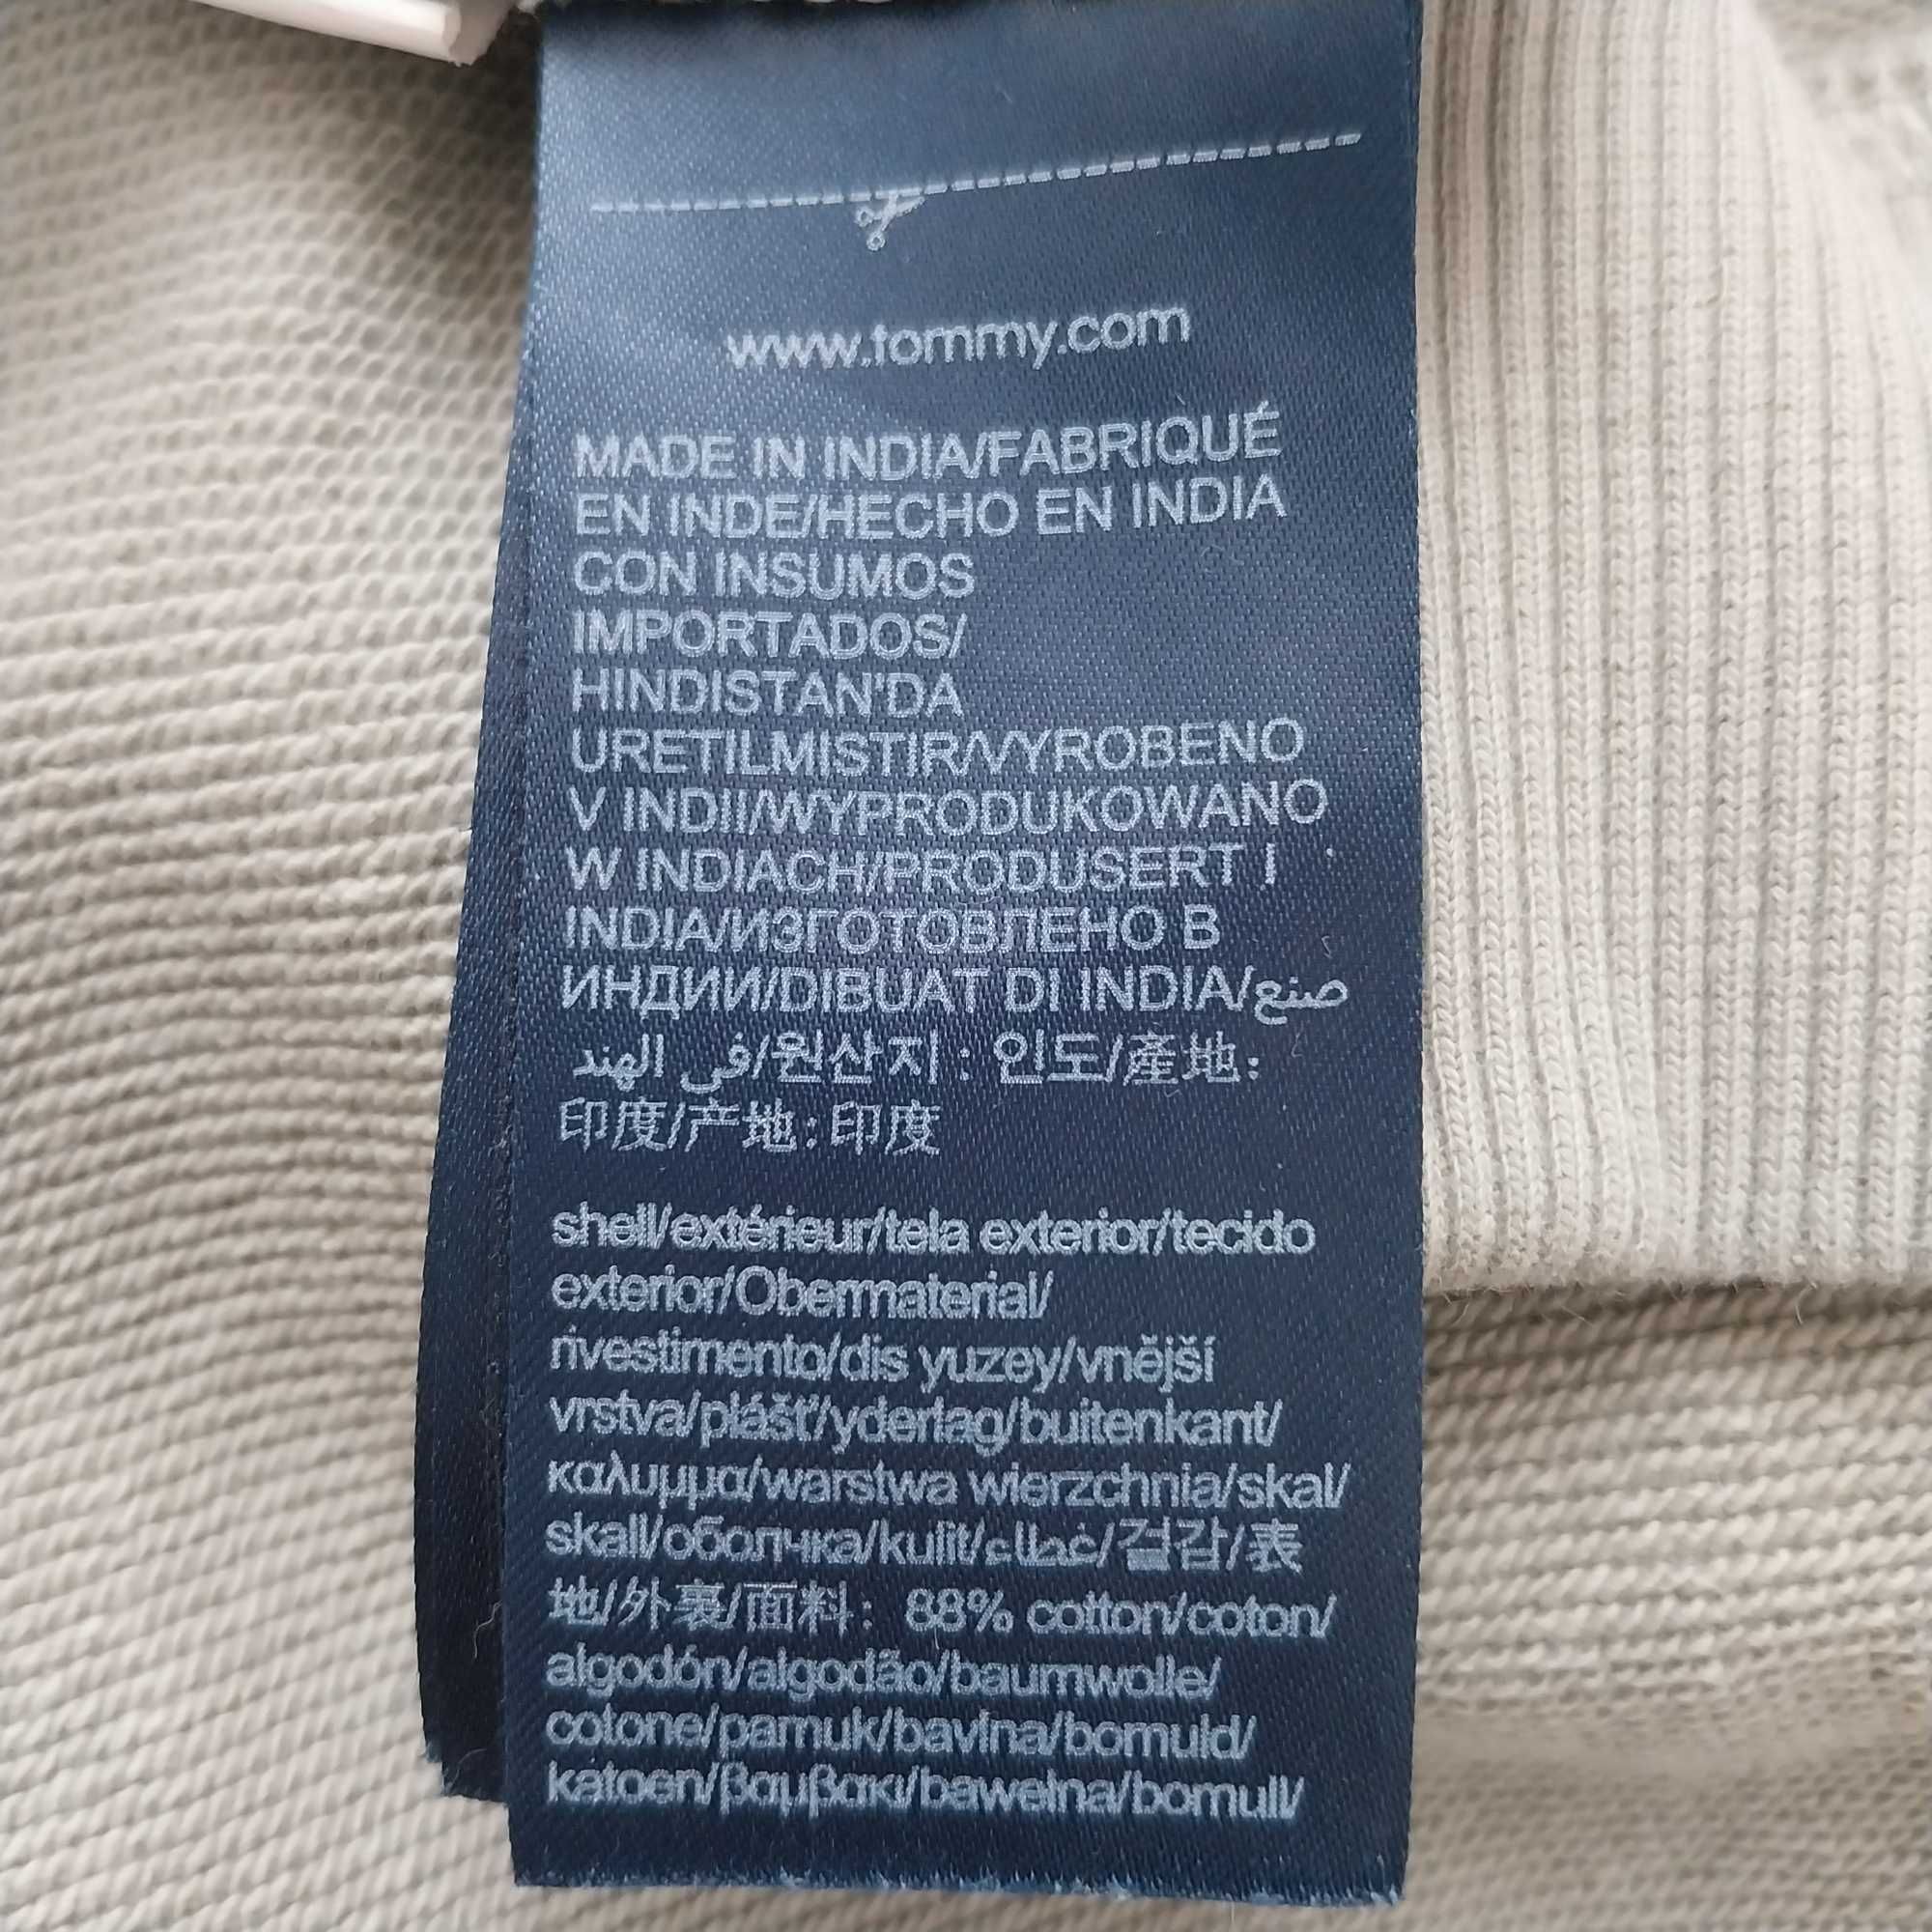 www.tommy.com
MADE IN INDIA/FABRIQUÉ
EN INDE/HECHO EN INDIA
CON INSUMOS
IMPORTADOS/
HINDISTAN'DA
URETILMISTIR/VYROBENO
V INDII/WYPRODUKOWANO
W INDIACH/PRODUSERT I
INDIA/ИЗГОТОВЛЕНО В
ИНДИИ/DIBUAT DI INDIA/صنع
في الهند/원산지 : 인도/產地:
印度/产地:印度
shell/extérieur/tela exterior/tecido
exterior/Obermaterial/
rivestimento/dis yuzey/vnější
vrstva/plášť/yderlag/buitenkant/
καλυμμα/warstwa wierzchnia/skal/
skall/оболчка/kulit/غطاء/겉감/表
地/外裏/面料: 88% cotton/coton/
algodón/algodão/baumwolle/
cotone/pamuk/bavlna/bomuld/
katoen/βαμβακι/bawełna/bomull/